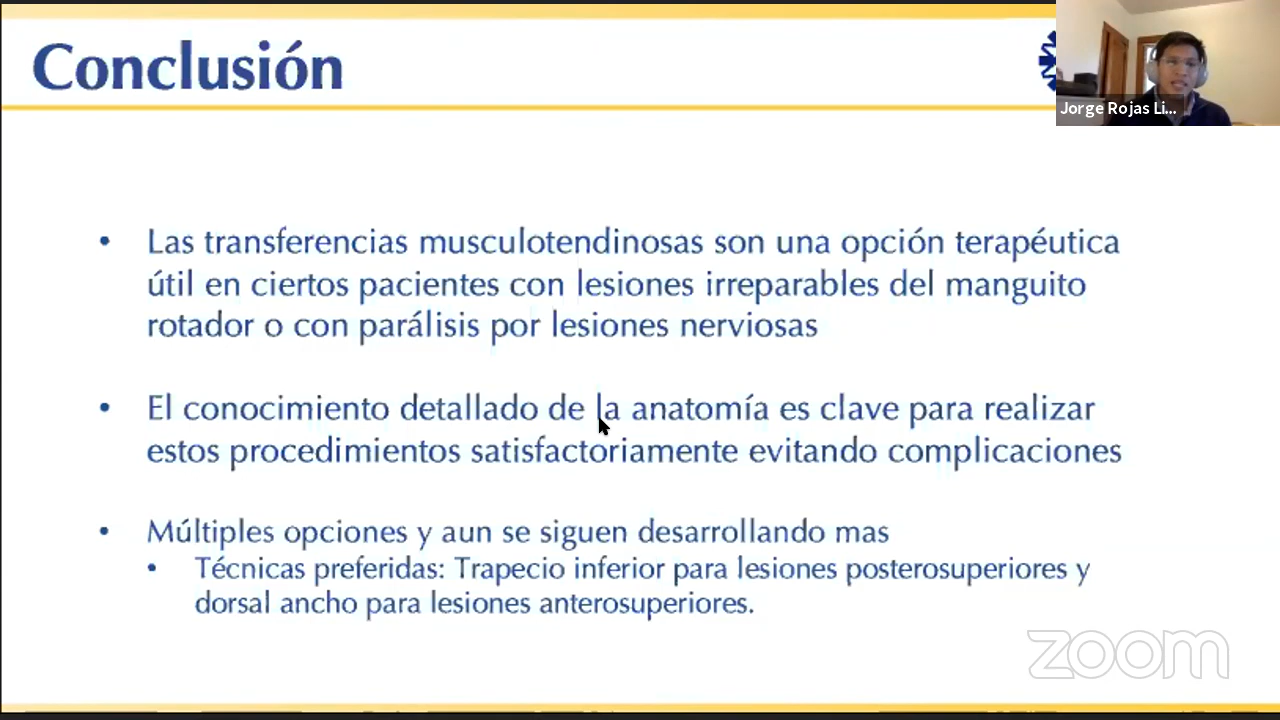 Conclusión
Jorge Rojas Li...
• Las transferencias musculotendinosas son una opción terapéutica
útil en ciertos pacientes con lesiones irreparables del manguito
rotador o con parálisis por lesiones nerviosas
• El conocimiento detallado de la anatomía es clave para realizar
estos procedimientos satisfactoriamente evitando complicaciones
• Múltiples opciones y aun se siguen desarrollando mas
• Técnicas preferidas: Trapecio inferior para lesiones posterosuperiores y
dorsal ancho para lesiones anterosuperiores.
zoom